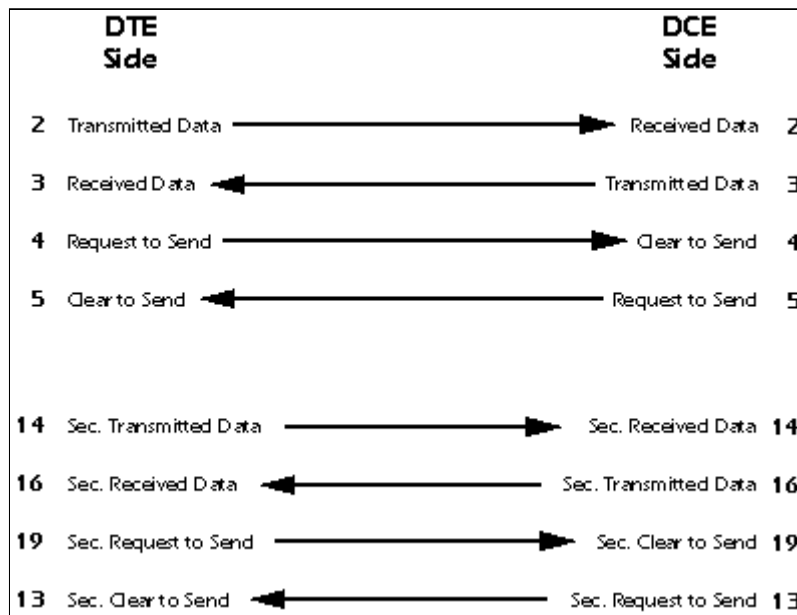 DTE DCE
Side Side
2 Transmitted Data Received Data 2
3 Received Data Transmitted Data 3
4 Request to Send Clear to Send 4
5 Clear to Send Request to Send 5
14 Sec. Transmitted Data Sec. Received Data 14
16 Sec. Received Data Sec. Transmitted Data 16
19 Sec. Request to Send Sec. Clear to Send 19
13 Sec. Clear to Send Sec. Request to Send 13